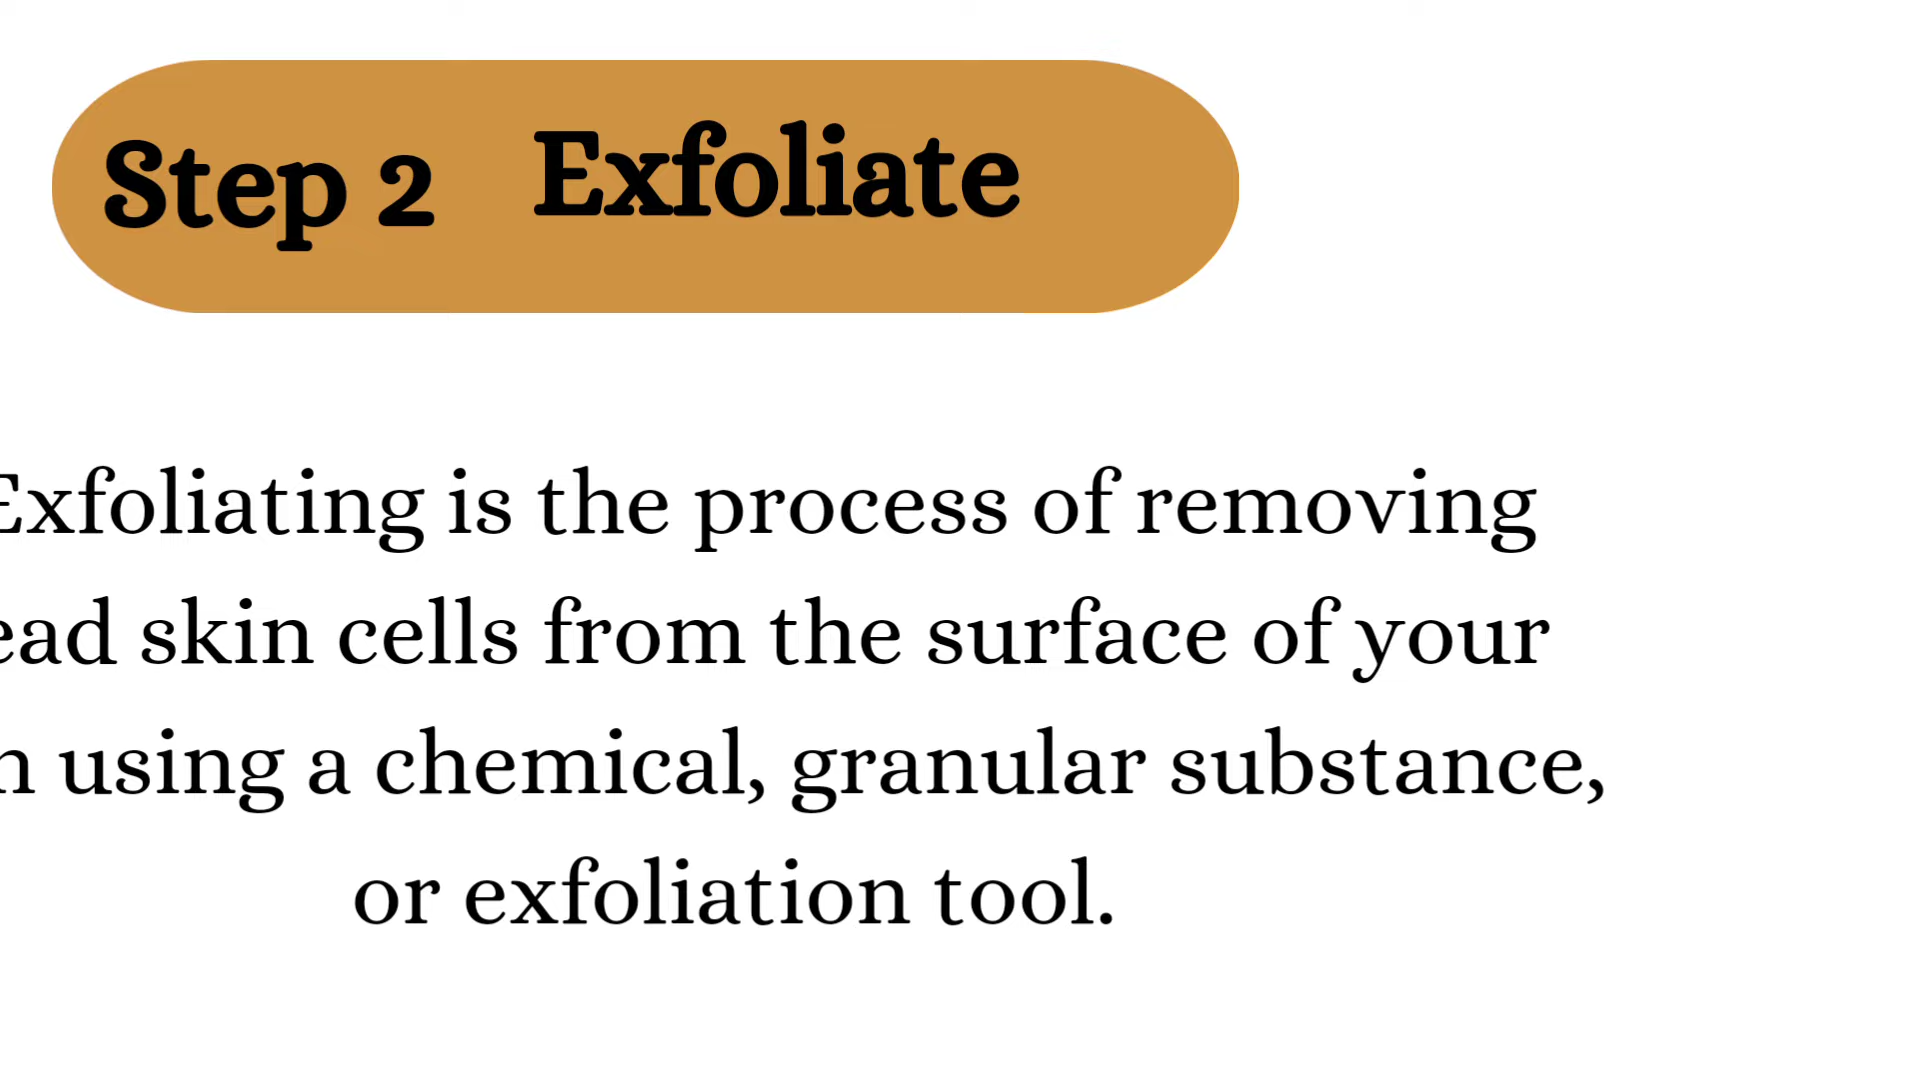 Step 2 Exfoliate
Exfoliating is the process of removing
ead skin cells from the surface of your
n using a chemical, granular substance,
or exfoliation tool.